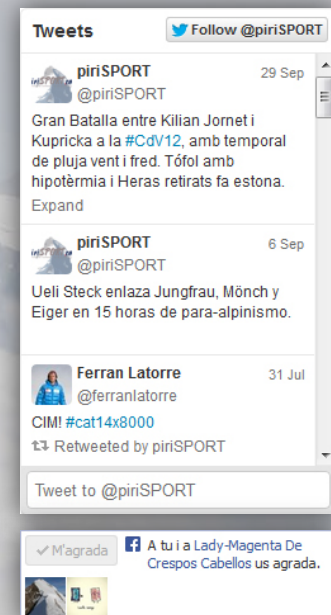 Tweets
Follow @piriSPORT
piriSPORT 29 Sep
@piriSPORT
Gran Batalla entre Kilian Jornet i
Kupricka a la #CdV12, amb temporal
de pluja vent i fred. Tófol amb
hipotèrmia i Heras retirats fa estona.
Expand
piriSPORT 6 Sep
@piriSPORT
Ueli Steck enlaza Jungfrau, Mönch y
Eiger en 15 horas de para-alpinismo.
Ferran Latorre 31 Jul
@ferranlatorre
CIM! #cat14x8000
Retweeted by piriSPORT
Tweet to @piriSPORT
M'agrada
A tu i a Lady-Magenta De
Crespos Cabellos us agrada.